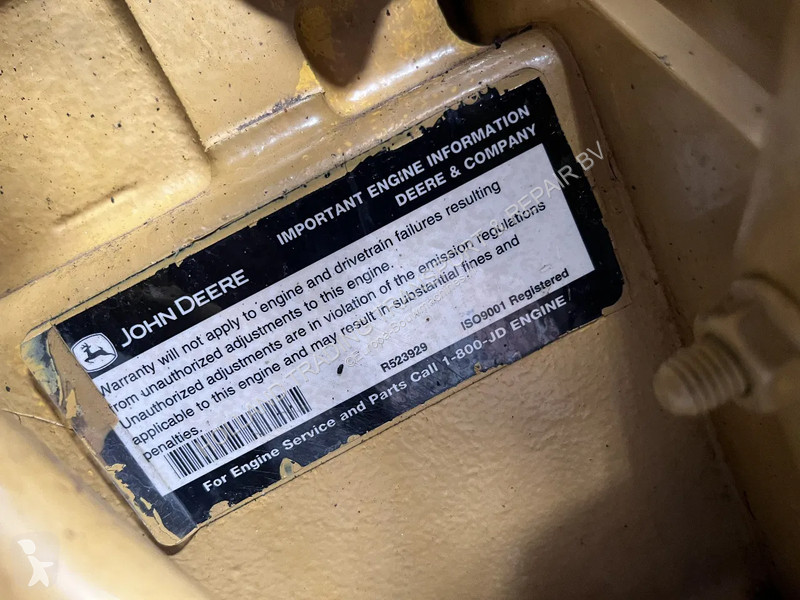 JOHN DEERE
IMPORTANT ENGINE INFORMATION
DEERE & COMPANY
Warranty will not apply to engine and drivetrain failures resulting
from unauthorized adjustments to this engine.
Unauthorized adjustments are in violation of the emission regulations
applicable to this engine and may result in substantial fines and
penalties.
R523929
ISO9001 Registered
For Engine Service and Parts Call 1-800-JD ENGINE
& REPAIR BV